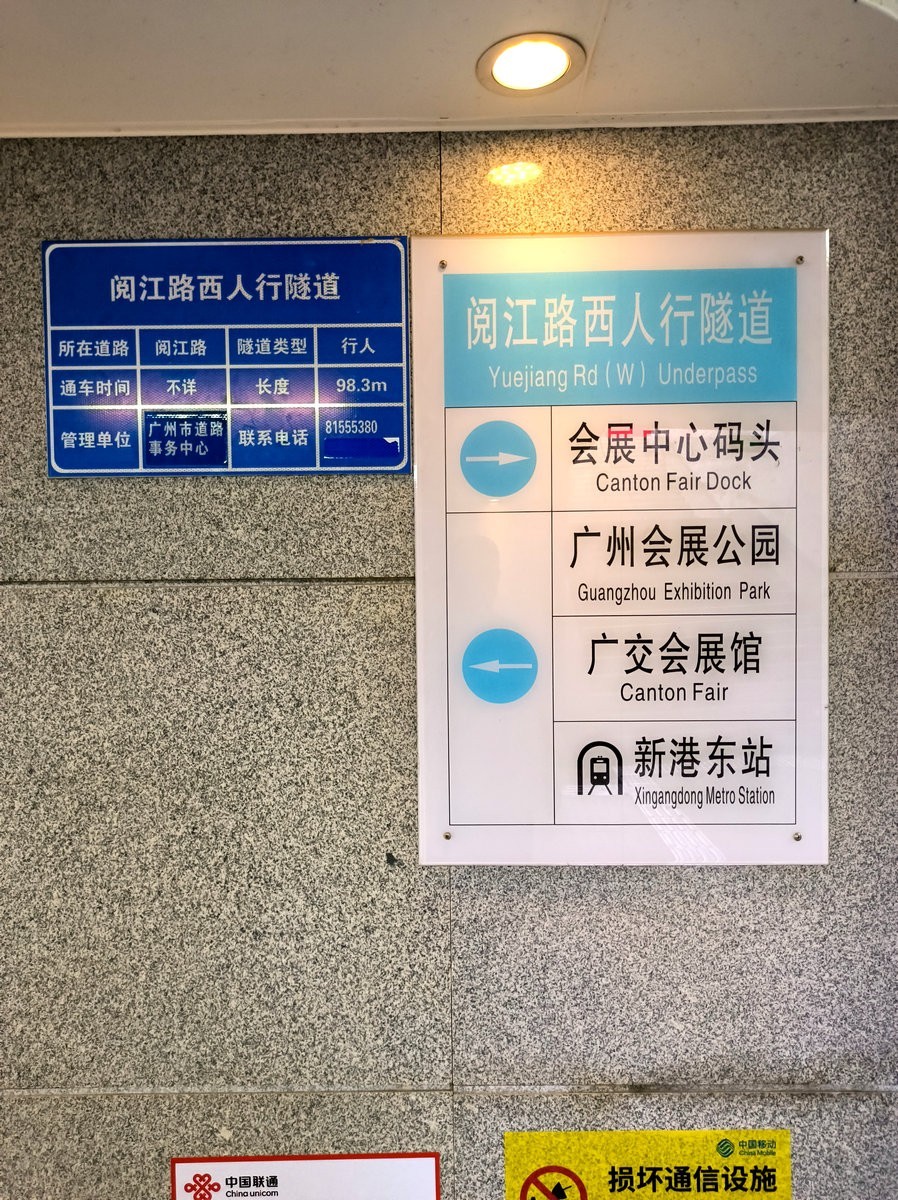 阅江路西人行隧道
所在道路 阅江路 隧道类型 行人
通车时间 不详 长度 98.3m
管理单位 广州市道路事务中心 联系电话 81555380
阅江路西人行隧道
Yuejiang Rd（W）Underpass
会展中心码头
Canton Fair Dock
广州会展公园
Guangzhou Exhibition Park
广交会展馆
Canton Fair
新港东站
Xingangdong Metro Station
中国联通
China unicom
中国移动
China Mobile
损坏通信设施